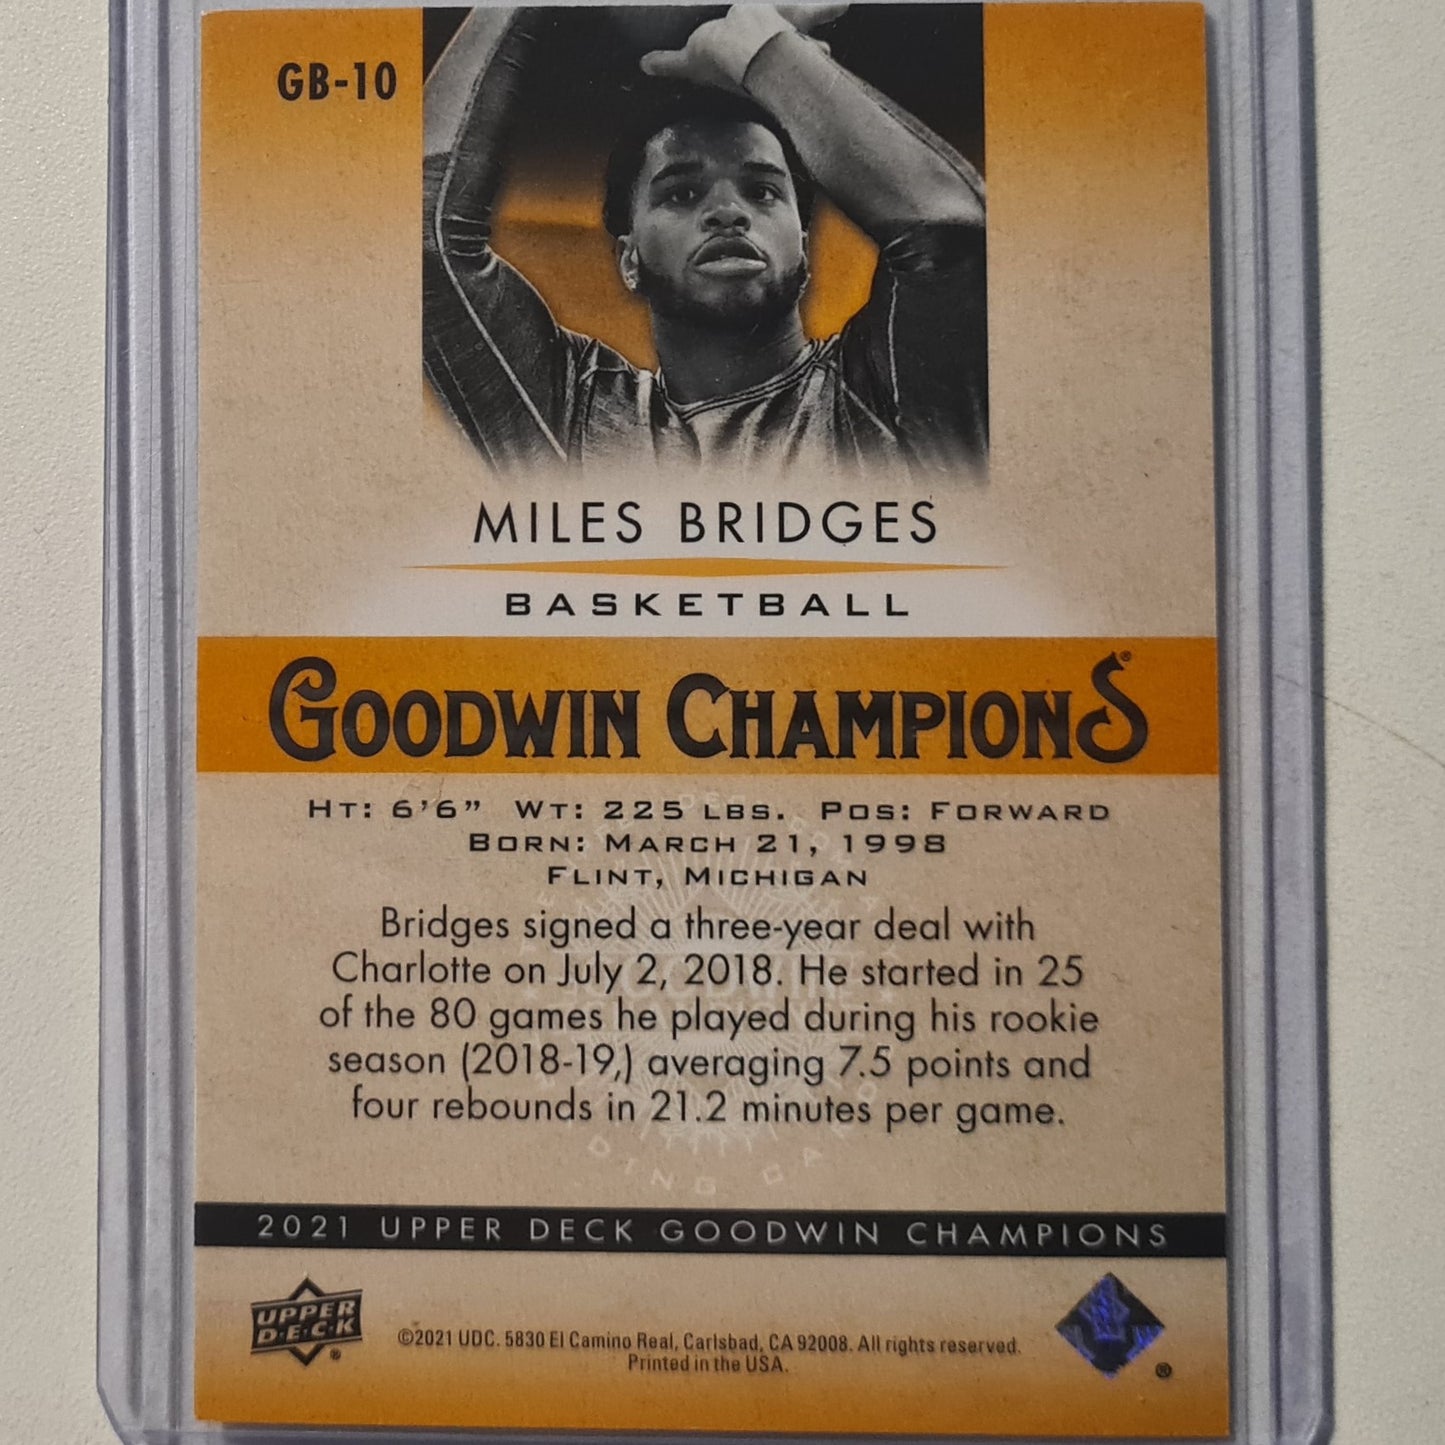 GB-10
MILES BRIDGES
BASKETBALL
GOODWIN CHAMPIONS®
HT: 6'6" WT: 225 LBS. POS: FORWARD
BORN: MARCH 21, 1998
FLINT, MICHIGAN
Bridges signed a three-year deal with
Charlotte on July 2, 2018. He started in 25
of the 80 games he played during his rookie
season (2018-19,) averaging 7.5 points and
four rebounds in 21.2 minutes per game.
2021 UPPER DECK GOODWIN CHAMPIONS
UPPER
D·E·C·K
®
©2021 UDC. 5830 El Camino Real, Carlsbad, CA 92008. All rights reserved.
Printed in the USA.
®